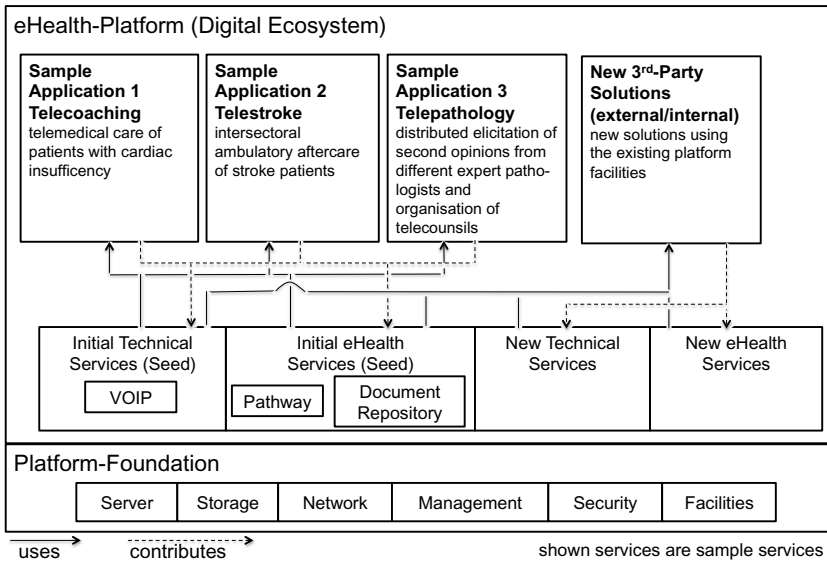 eHealth-Platform (Digital Ecosystem)
Sample
Application 1
Telecoaching
telemedical care of
patients with cardiac
insufficency
Sample
Application 2
Telestroke
intersectoral
ambulatory aftercare
of stroke patients
Sample
Application 3
Telepathology
distributed elicitation of
second opinions from
different expert patho-
logists and
organisation of
telecounsils
New 3rd-Party
Solutions
(external/internal)
new solutions using
the existing platform
facilities
Initial Technical
Services (Seed)
VOIP
Initial eHealth
Services (Seed)
Pathway
Document
Repository
New Technical
Services
New eHealth
Services
Platform-Foundation
Server
Storage
Network
Management
Security
Facilities
uses
contributes
shown services are sample services